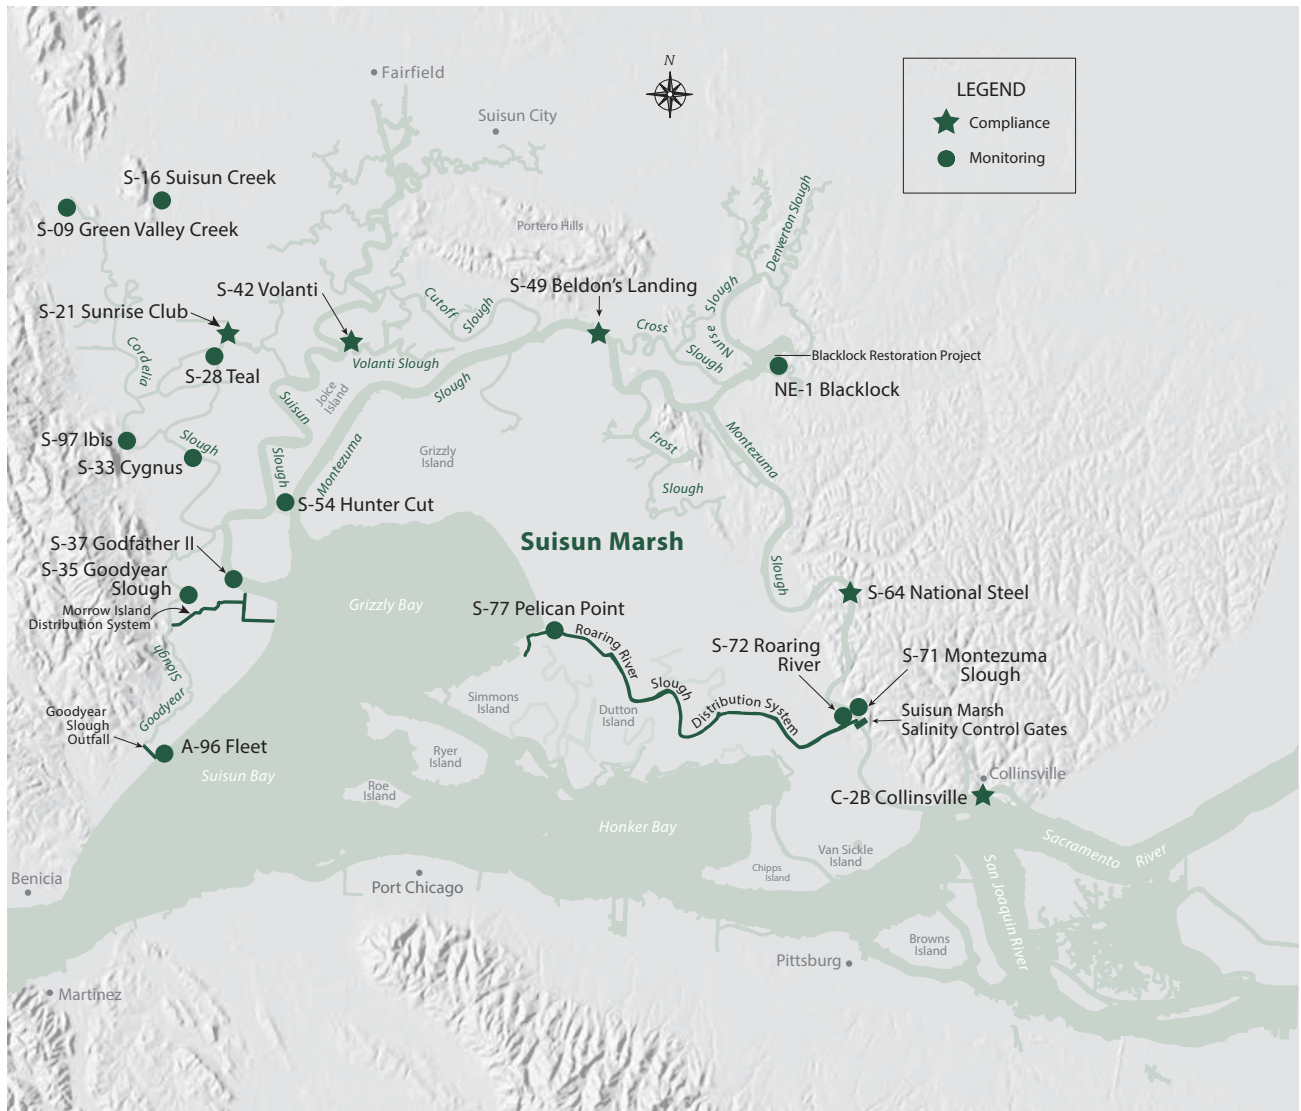 Fairfield
N
LEGEND
Compliance
Monitoring
Suisun City
S-16 Suisun Creek
S-09 Green Valley Creek
Portero Hills
Denverton Slough
S-42 Volanti
S-49 Beldon's Landing
S-21 Sunrise Club
Cutoff
Slough
Cross
Slough
Nurse
Slough
Cordelia
Slough
S-28 Teal
Volanti Slough
Blacklock Restoration Project
NE-1 Blacklock
Joice
Island
Suisun
Slough
Montezuma
Slough
S-97 Ibis
S-33 Cygnus
Grizzly
Island
Frost
Slough
Montezuma
Slough
S-54 Hunter Cut
Suisun Marsh
S-37 Godfather II
S-35 Goodyear
Slough
Morrow Island
Distribution System
Grizzly Bay
S-77 Pelican Point
S-64 National Steel
Roaring River
Slough
Distribution System
S-72 Roaring
River
S-71 Montezuma
Slough
Suisun Marsh
Salinity Control Gates
Goodyear
Slough
Simmons
Island
Dutton
Island
Goodyear
Slough
Outfall
A-96 Fleet
Ryer
Island
Suisun Bay
Roe
Island
Collinsville
C-2B Collinsville
Honker Bay
Van Sickle
Island
Chipps
Island
Sacramento River
San Joaquin River
Benicia
Port Chicago
Browns
Island
Pittsburg
Martinez